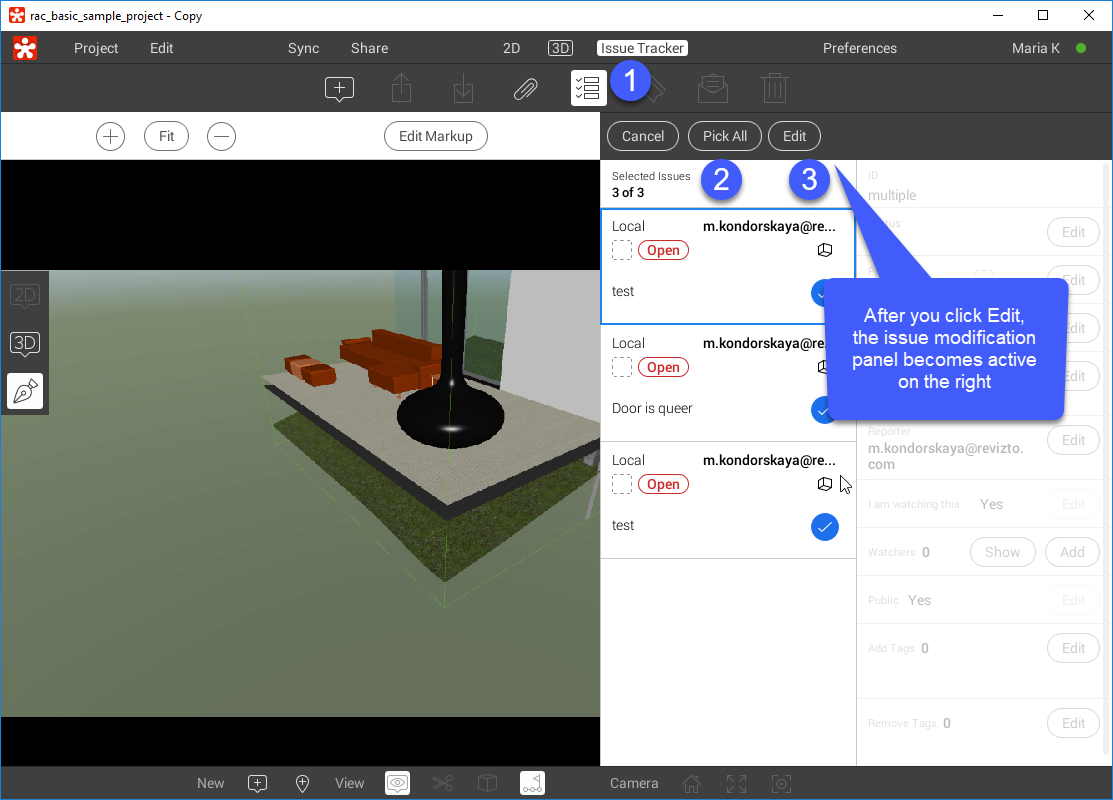 rac_basic_sample_project - Copy
Project Edit Sync Share 2D 3D Issue Tracker Preferences Maria K
1
Fit Edit Markup Cancel Pick All Edit
Selected Issues
3 of 3
2
3
ID
multiple
Local m.kondorskaya@re...
Open
test
Edit
Edit
Edit
Edit
2D
3D
After you click Edit,
the issue modification
panel becomes active
on the right
Local m.kondorskaya@re...
Open
Door is queer
Reporter
m.kondorskaya@revizto.
com
Edit
Local m.kondorskaya@re...
Open
test
I am watching this Yes Edit
Watchers 0 Show Add
Public Yes Edit
Add Tags 0 Edit
Remove Tags 0 Edit
New View Camera